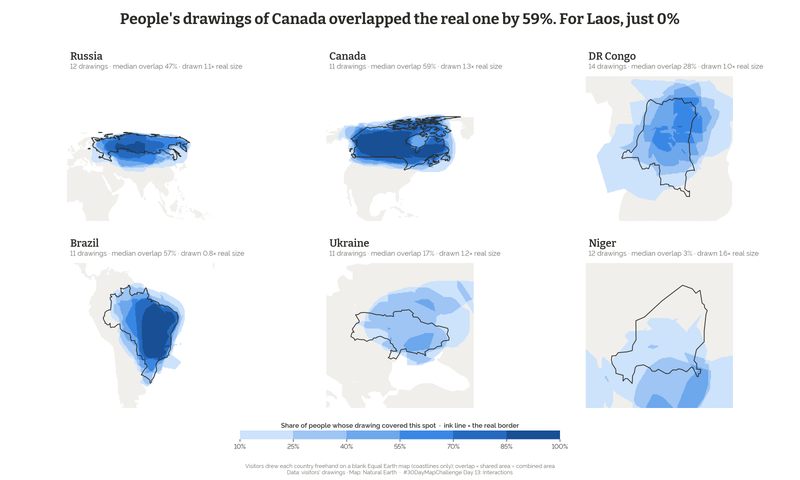 People's drawings of Canada overlapped the real one by 59%. For Laos, just 0%
Russia
12 drawings · median overlap 47% · drawn 1.1× real size
Canada
11 drawings · median overlap 59% · drawn 1.3× real size
DR Congo
14 drawings · median overlap 28% · drawn 1.0× real size
Brazil
11 drawings · median overlap 57% · drawn 0.8× real size
Ukraine
11 drawings · median overlap 17% · drawn 1.2× real size
Niger
12 drawings · median overlap 3% · drawn 1.6× real size
Share of people whose drawing covered this spot · ink line = the real border
10% 25% 40% 55% 70% 85% 100%
Visitors drew each country freehand on a blank Equal Earth map (coastlines only); overlap = shared area ÷ combined area
Data: visitors' drawings · Map: Natural Earth · #30DayMapChallenge Day 13: Interactions